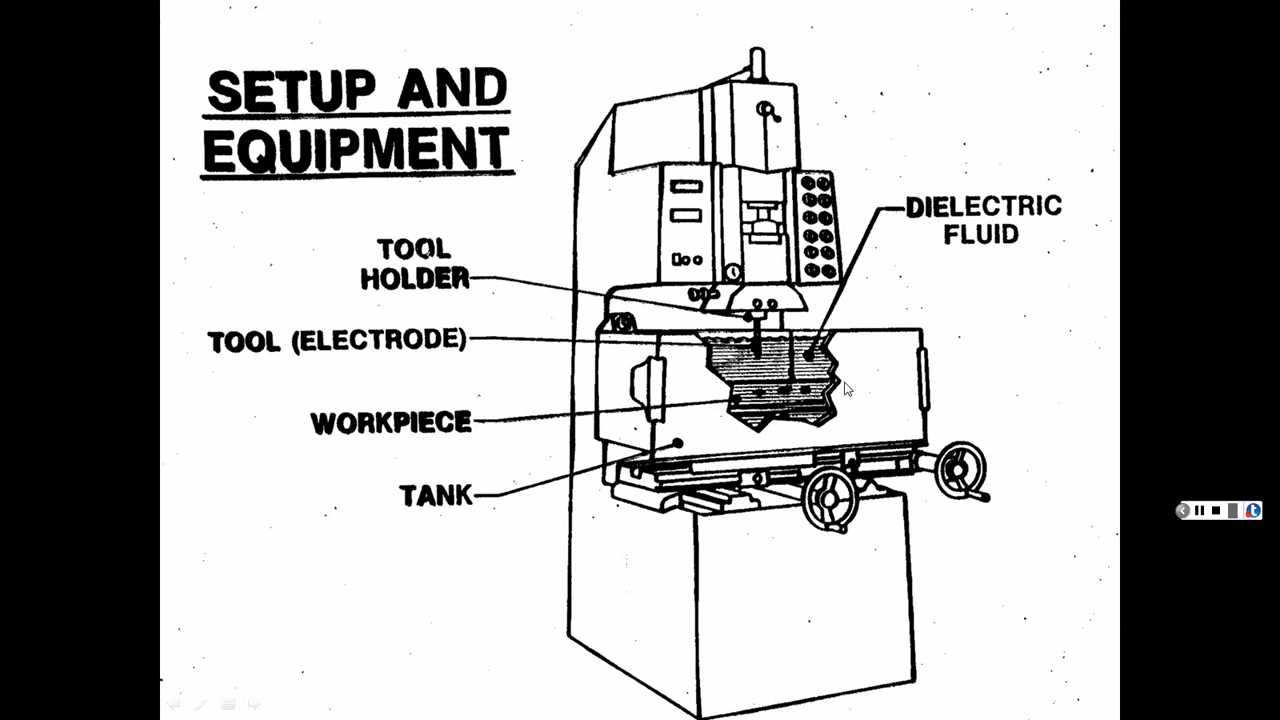 SETUP AND
EQUIPMENT
DIELECTRIC
FLUID
TOOL
HOLDER
TOOL (ELECTRODE)
WORKPIECE
TANK